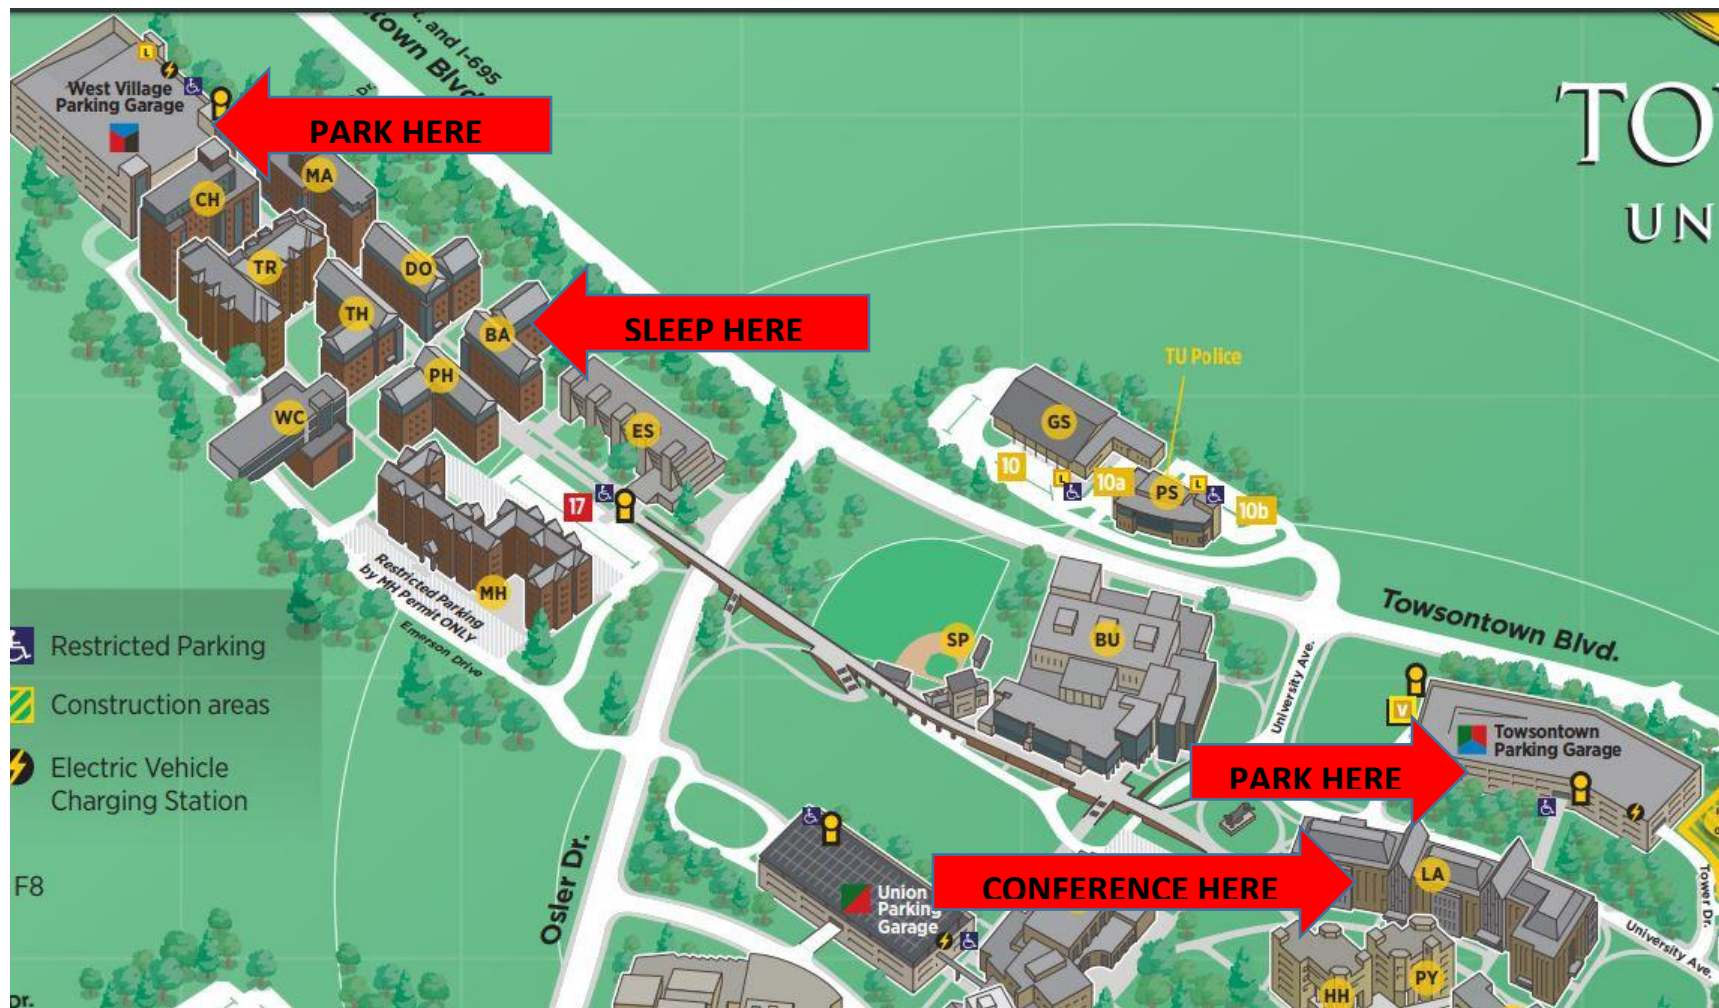 t. and I-695
town Blvd.
West Village
Parking Garage
L
PARK HERE
MA
CH
TR
DO
TH
BA
SLEEP HERE
PH
WC
ES
MH
17
Restricted Parking
by MH Permit ONLY
Emerson Drive
TO
UN
TU Police
GS
10
L
10a
PS
L
10b
SP
BU
Towsontown Blvd.
University Ave.
V
Towsontown
Parking Garage
PARK HERE
Restricted Parking
Construction areas
Electric Vehicle
Charging Station
F8
Osler Dr.
Union
Parking
Garage
CONFERENCE HERE
LA
Tower Dr.
University Ave.
HH
PY
or.